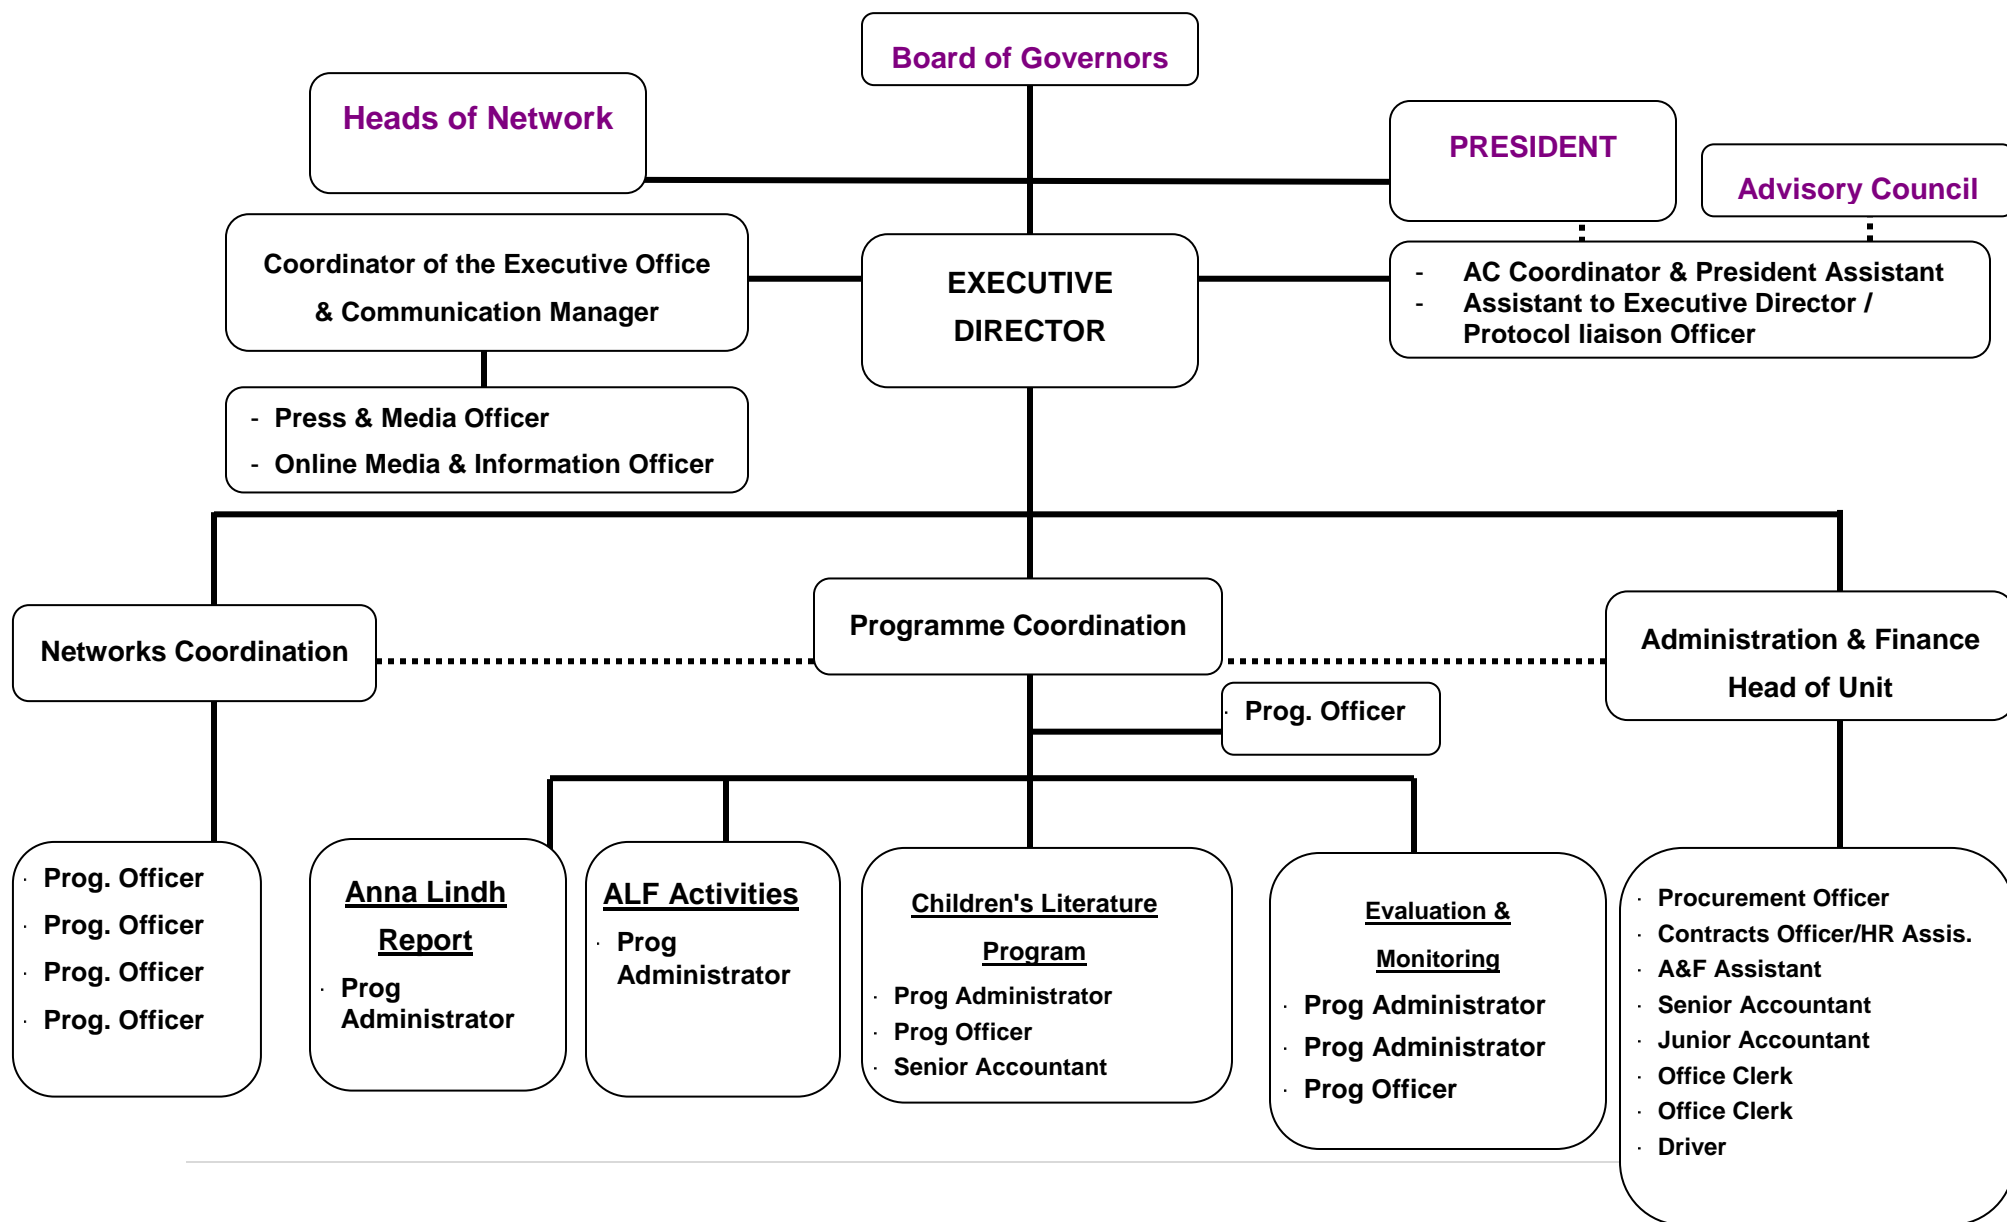 Board of Governors
Heads of Network
PRESIDENT
Advisory Council
Coordinator of the Executive Office
& Communication Manager
EXECUTIVE
DIRECTOR
- AC Coordinator & President Assistant
- Assistant to Executive Director /
Protocol liaison Officer
- Press & Media Officer
- Online Media & Information Officer
Networks Coordination
Programme Coordination
Administration & Finance
Head of Unit
· Prog. Officer
· Prog. Officer
· Prog. Officer
· Prog. Officer
· Prog. Officer
Anna Lindh
Report
· Prog
Administrator
ALF Activities
· Prog
Administrator
Children's Literature
Program
· Prog Administrator
· Prog Officer
· Senior Accountant
Evaluation &
Monitoring
· Prog Administrator
· Prog Administrator
· Prog Officer
· Procurement Officer
· Contracts Officer/HR Assis.
· A&F Assistant
· Senior Accountant
· Junior Accountant
· Office Clerk
· Office Clerk
· Driver